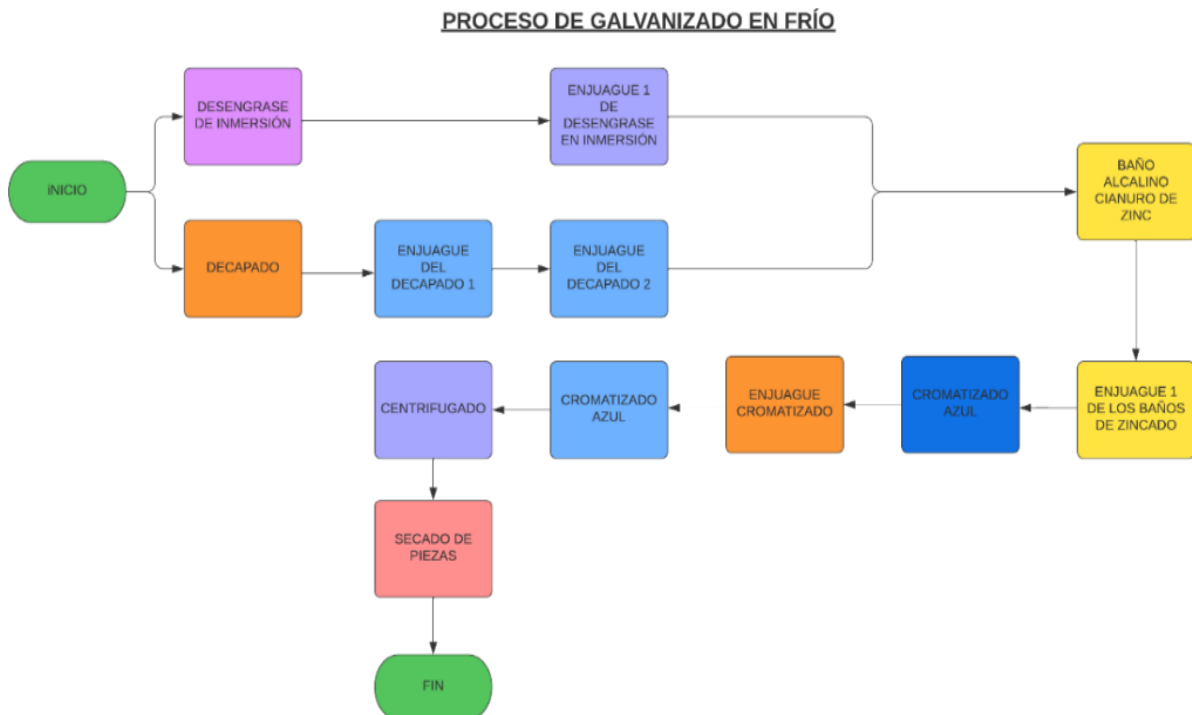 PROCESO DE GALVANIZADO EN FRÍO
DESENGRASE
DE INMERSIÓN
ENJUAGUE 1
DE
DESENGRASE
EN INMERSIÓN
iNICIO
BAÑO
ALCALINO
CIANURO DE
ZINC
DECAPADO
ENJUAGUE
DEL
DECAPADO 1
ENJUAGUE
DEL
DECAPADO 2
CENTRIFUGADO
CROMATIZADO
AZUL
ENJUAGUE
CROMATIZADO
CROMATIZADO
AZUL
ENJUAGUE 1
DE LOS BAÑOS
DE ZINCADO
SECADO DE
PIEZAS
FIN